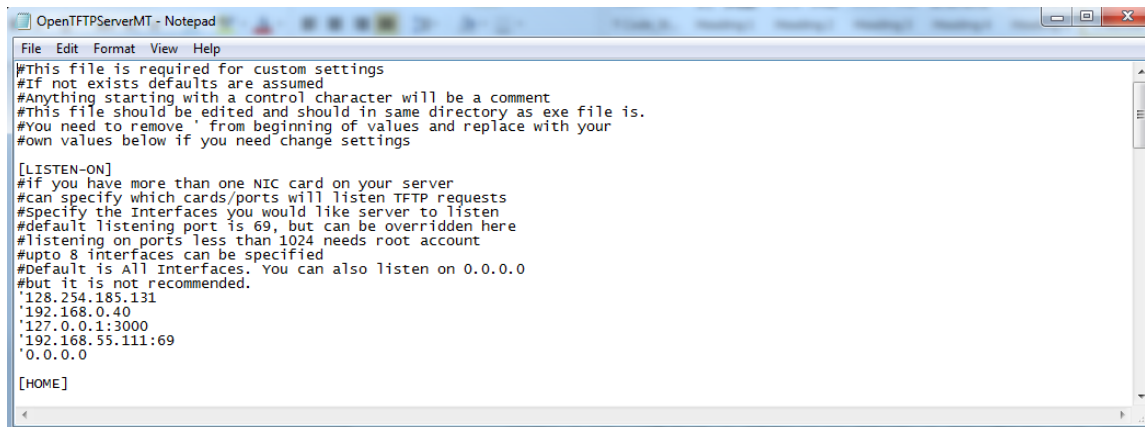 OpenTFTPServerMT - Notepad
File Edit Format View Help
#This file is required for custom settings
#If not exists defaults are assumed
#Anything starting with a control character will be a comment
#This file should be edited and should in same directory as exe file is.
#You need to remove ' from beginning of values and replace with your
#own values below if you need change settings
[LISTEN-ON]
#if you have more than one NIC card on your server
#can specify which cards/ports will listen TFTP requests
#Specify the Interfaces you would like server to listen
#default listening port is 69, but can be overridden here
#listening on ports less than 1024 needs root account
#upto 8 interfaces can be specified
#Default is All Interfaces. You can also listen on 0.0.0.0
#but it is not recommended.
'128.254.185.131
'192.168.0.40
'127.0.0.1:3000
'192.168.55.111:69
'0.0.0.0
[HOME]